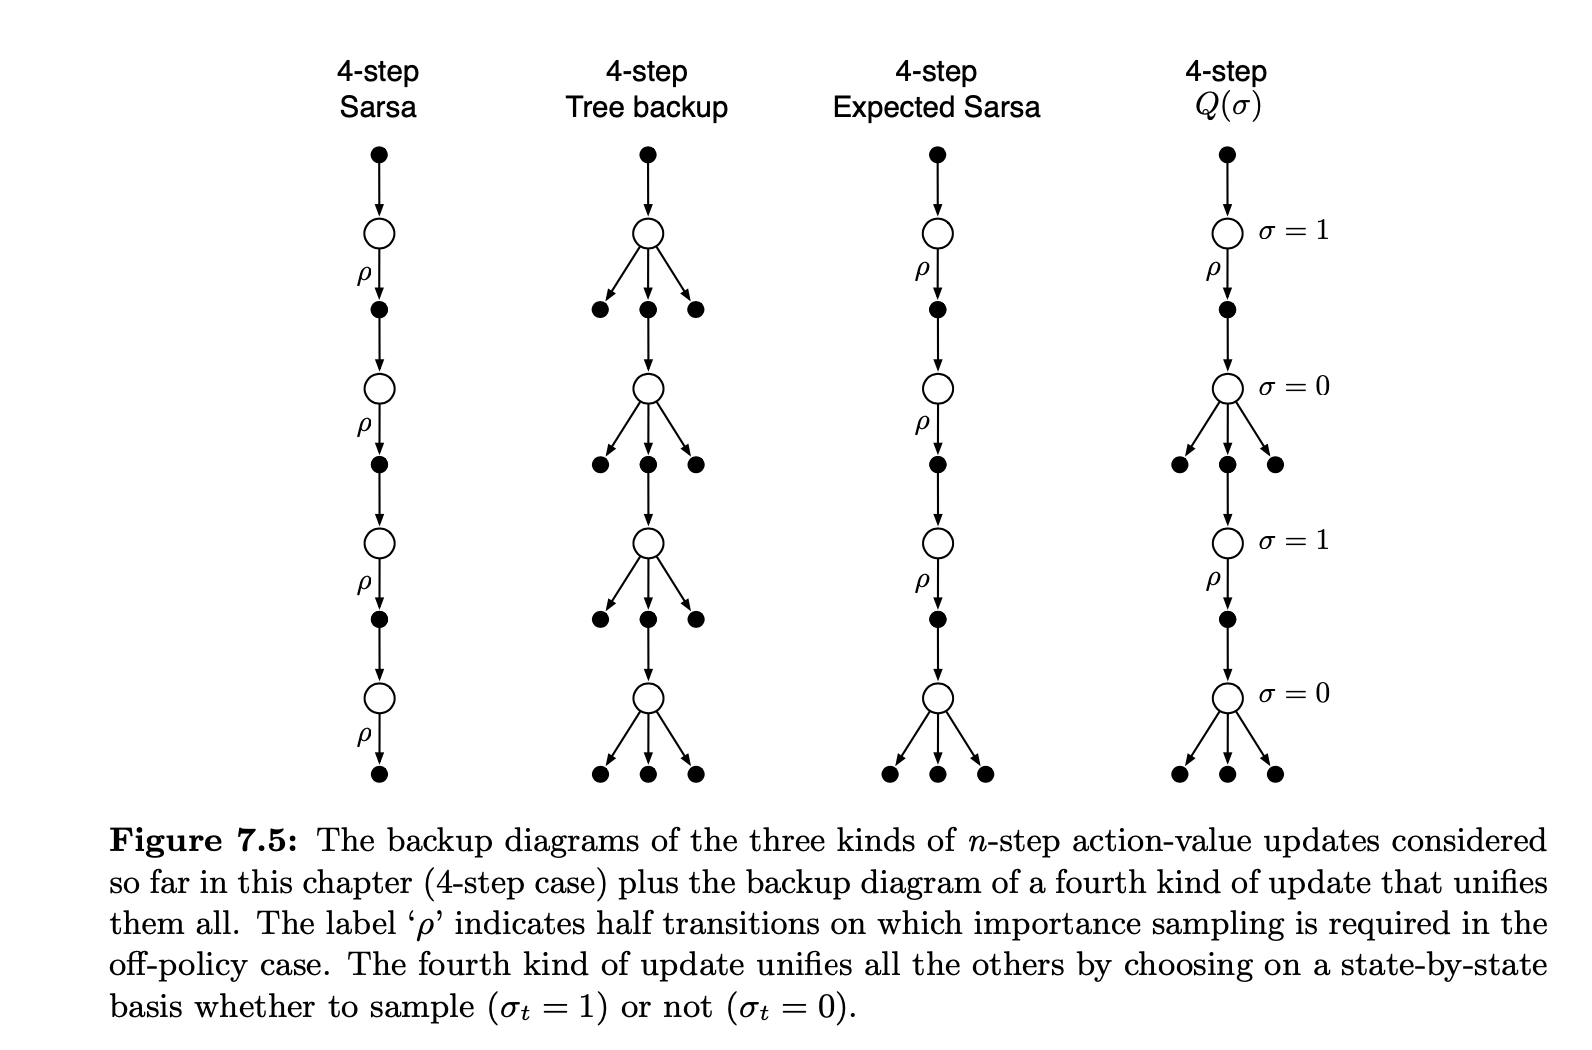 4-step
Sarsa
4-step
Tree backup
4-step
Expected Sarsa
4-step
Q(σ)
σ = 1
ρ
ρ
ρ
σ = 0
ρ
ρ
σ = 1
ρ
ρ
ρ
σ = 0
ρ
Figure 7.5: The backup diagrams of the three kinds of n-step action-value updates considered
so far in this chapter (4-step case) plus the backup diagram of a fourth kind of update that unifies
them all. The label ‘ρ’ indicates half transitions on which importance sampling is required in the
off-policy case. The fourth kind of update unifies all the others by choosing on a state-by-state
basis whether to sample (σt = 1) or not (σt = 0).